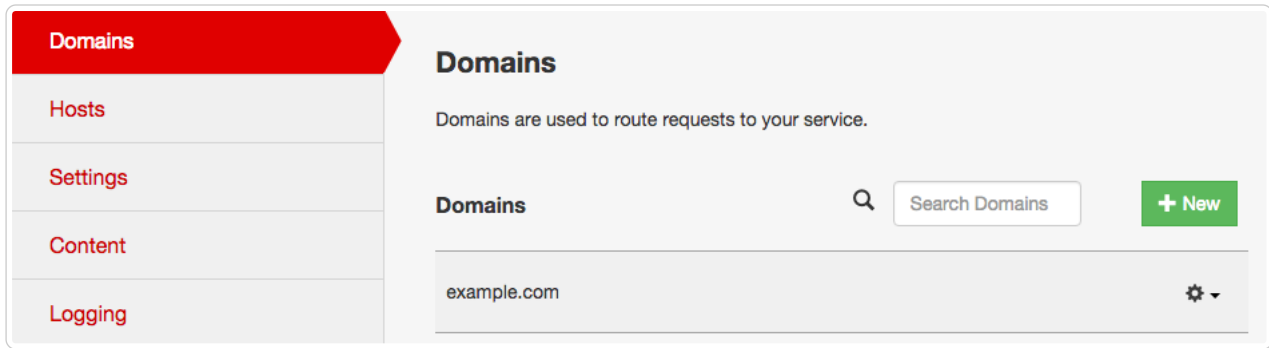 Domains
Hosts
Settings
Content
Logging
Domains
Domains are used to route requests to your service.
Domains
Search Domains
New
example.com